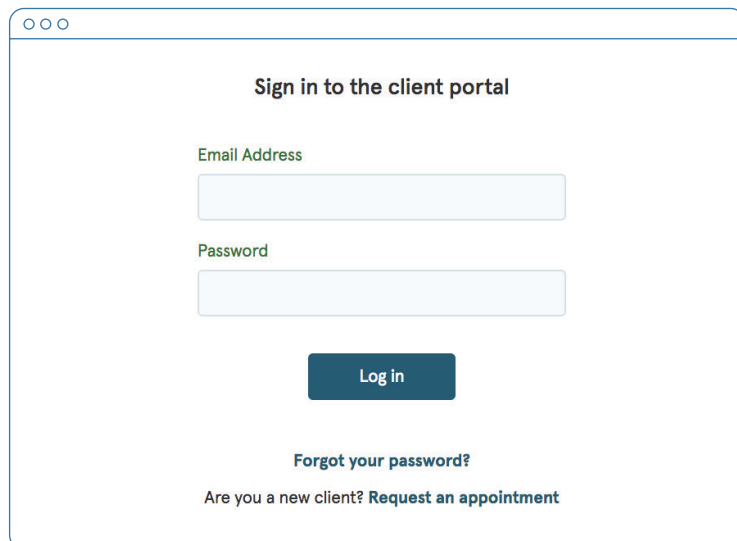 Sign in to the client portal
Email Address
Password
Log in
Forgot your password?
Are you a new client? Request an appointment